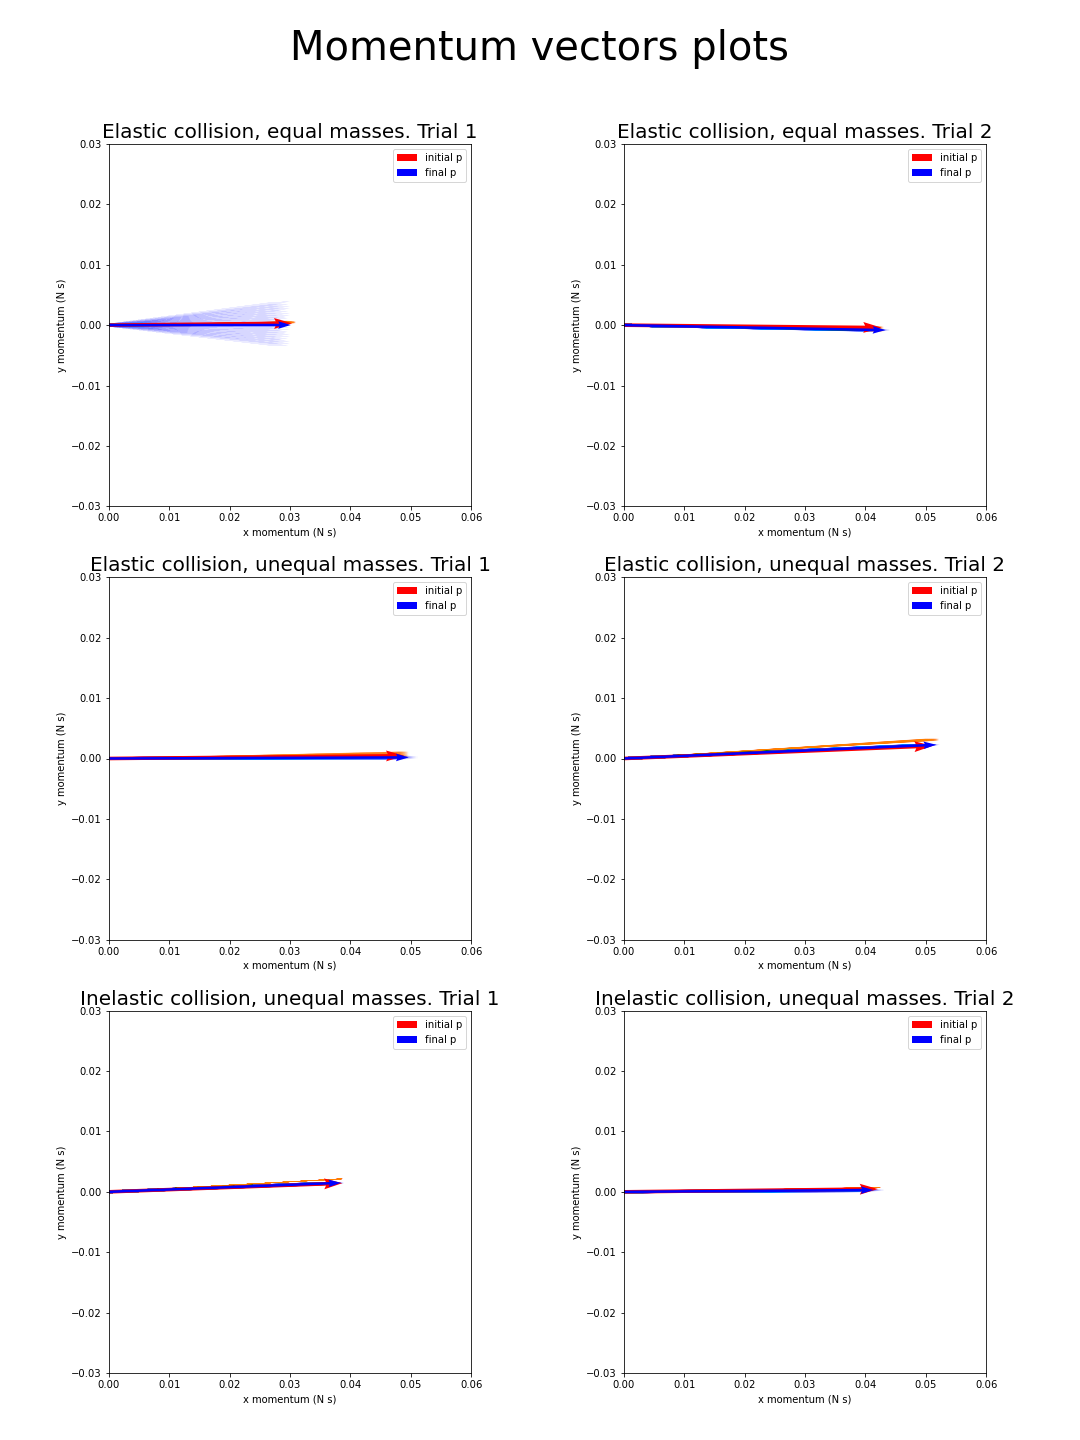 Momentum vectors plots
Elastic collision, equal masses. Trial 1
0.03
0.02
0.01
0.00
−0.01
−0.02
−0.03
y momentum (N s)
initial p
final p
0.00 0.01 0.02 0.03 0.04 0.05 0.06
x momentum (N s)
Elastic collision, equal masses. Trial 2
0.03
0.02
0.01
0.00
−0.01
−0.02
−0.03
y momentum (N s)
initial p
final p
0.00 0.01 0.02 0.03 0.04 0.05 0.06
x momentum (N s)
Elastic collision, unequal masses. Trial 1
0.03
0.02
0.01
0.00
−0.01
−0.02
−0.03
y momentum (N s)
initial p
final p
0.00 0.01 0.02 0.03 0.04 0.05 0.06
x momentum (N s)
Elastic collision, unequal masses. Trial 2
0.03
0.02
0.01
0.00
−0.01
−0.02
−0.03
y momentum (N s)
initial p
final p
0.00 0.01 0.02 0.03 0.04 0.05 0.06
x momentum (N s)
Inelastic collision, unequal masses. Trial 1
0.03
0.02
0.01
0.00
−0.01
−0.02
−0.03
y momentum (N s)
initial p
final p
0.00 0.01 0.02 0.03 0.04 0.05 0.06
x momentum (N s)
Inelastic collision, unequal masses. Trial 2
0.03
0.02
0.01
0.00
−0.01
−0.02
−0.03
y momentum (N s)
initial p
final p
0.00 0.01 0.02 0.03 0.04 0.05 0.06
x momentum (N s)